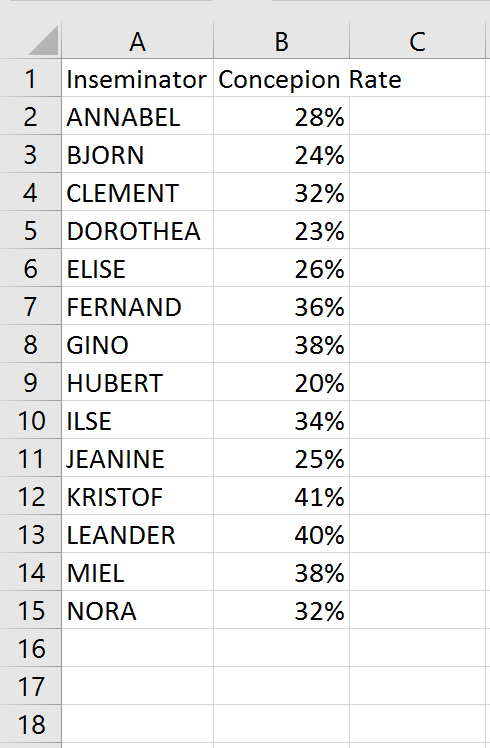 A B C
1 Inseminator Concepion Rate
2 ANNABEL 28%
3 BJORN 24%
4 CLEMENT 32%
5 DOROTHEA 23%
6 ELISE 26%
7 FERNAND 36%
8 GINO 38%
9 HUBERT 20%
10 ILSE 34%
11 JEANINE 25%
12 KRISTOF 41%
13 LEANDER 40%
14 MIEL 38%
15 NORA 32%
16
17
18